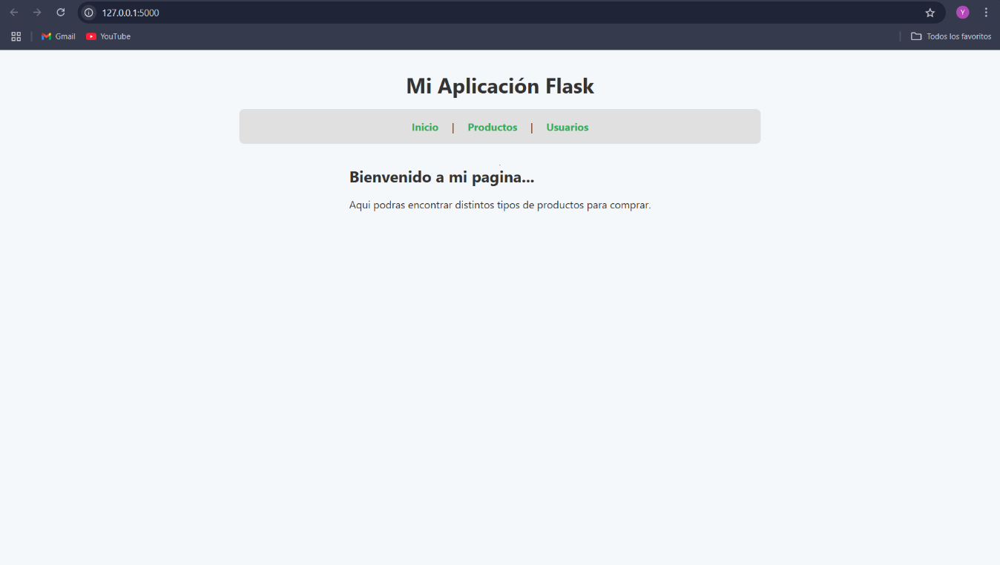 127.0.0.1:5000
Gmail YouTube Todos los favoritos
Mi Aplicación Flask
Inicio | Productos | Usuarios
Bienvenido a mi pagina...
Aqui podras encontrar distintos tipos de productos para comprar.
Y